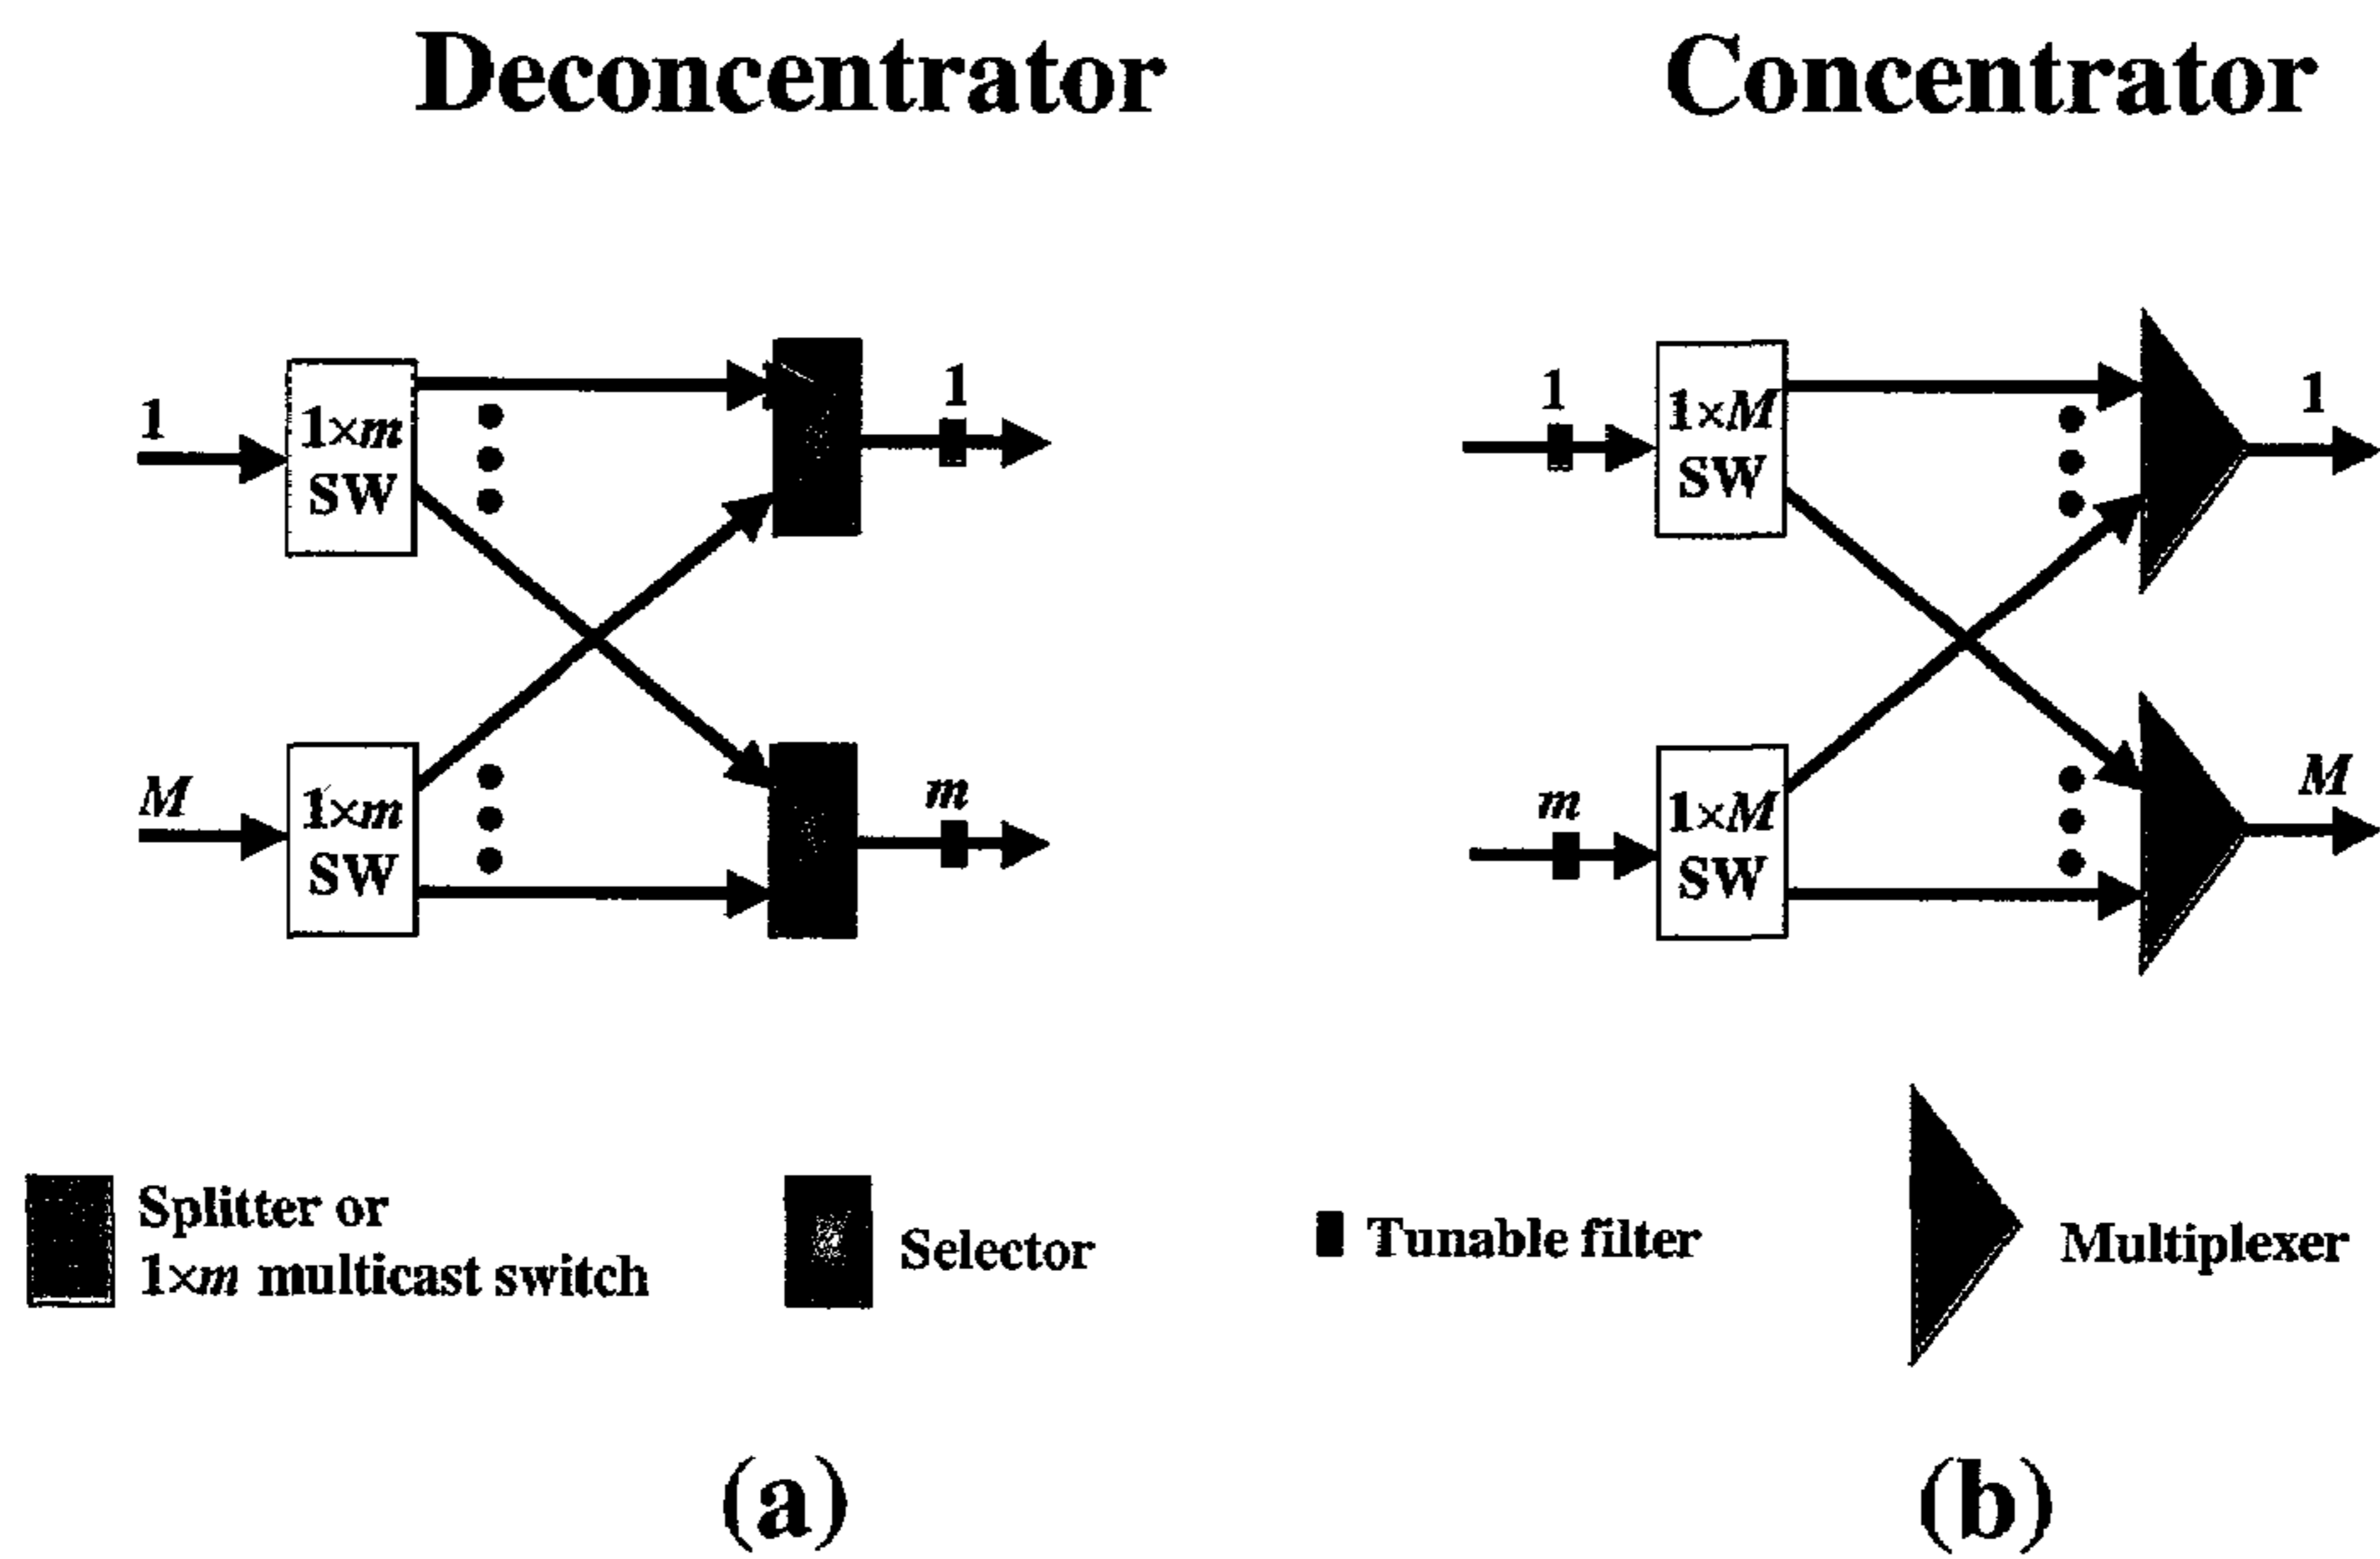 Deconcentrator
Concentrator
1
1×m
SW
1
M
1×m
SW
m
1
1×M
SW
1
m
1×M
SW
M
Splitter or
1×m multicast switch
Selector
Tunable filter
Multiplexer
(a)
(b)